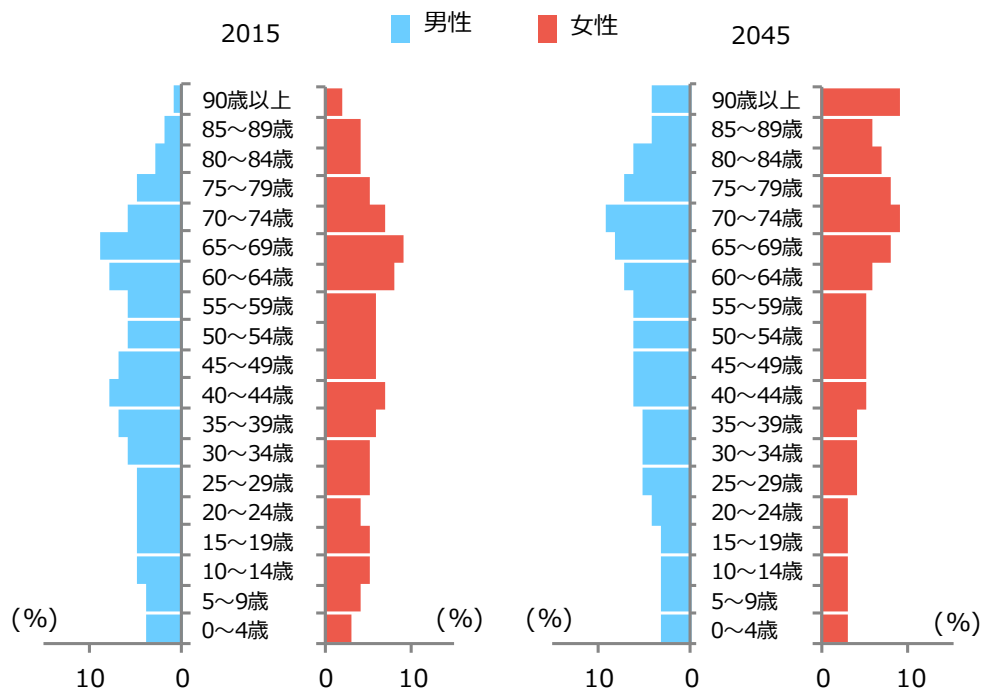 2015
男性
女性
2045
90歳以上
85～89歳
80～84歳
75～79歳
70～74歳
65～69歳
60～64歳
55～59歳
50～54歳
45～49歳
40～44歳
35～39歳
30～34歳
25～29歳
20～24歳
15～19歳
10～14歳
5～9歳
0～4歳
(%)
(%)
10
0
0
10
90歳以上
85～89歳
80～84歳
75～79歳
70～74歳
65～69歳
60～64歳
55～59歳
50～54歳
45～49歳
40～44歳
35～39歳
30～34歳
25～29歳
20～24歳
15～19歳
10～14歳
5～9歳
0～4歳
(%)
(%)
10
0
0
10